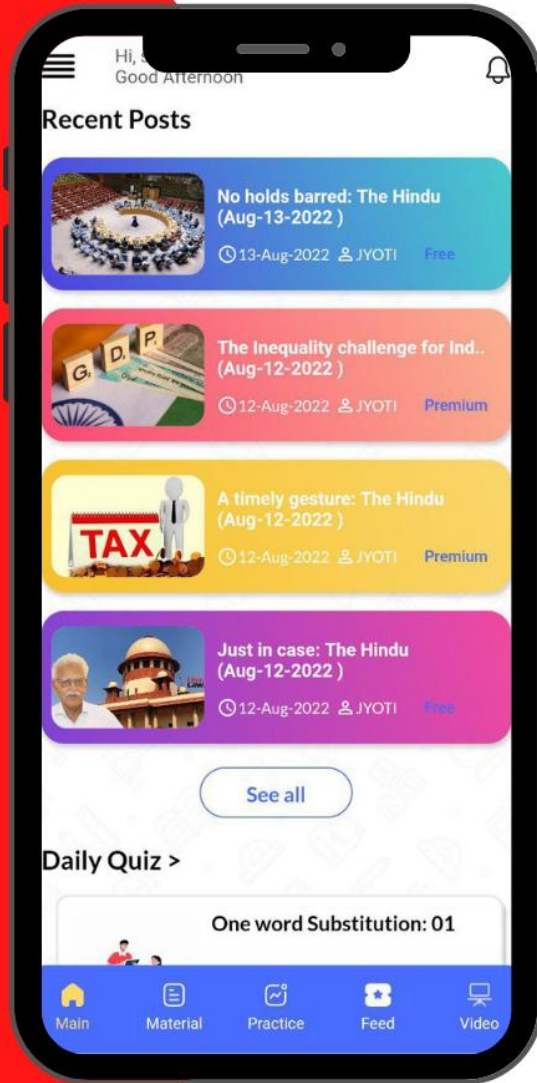 Hi,
Good Afternoon
Recent Posts
No holds barred: The Hindu
(Aug-13-2022 )
13-Aug-2022 JYOTI Free
G D P
The Inequality challenge for Ind..
(Aug-12-2022 )
12-Aug-2022 JYOTI Premium
TAX
A timely gesture: The Hindu
(Aug-12-2022 )
12-Aug-2022 JYOTI Premium
Just in case: The Hindu
(Aug-12-2022 )
12-Aug-2022 JYOTI Free
See all
Daily Quiz >
One word Substitution: 01
Main Material Practice Feed Video